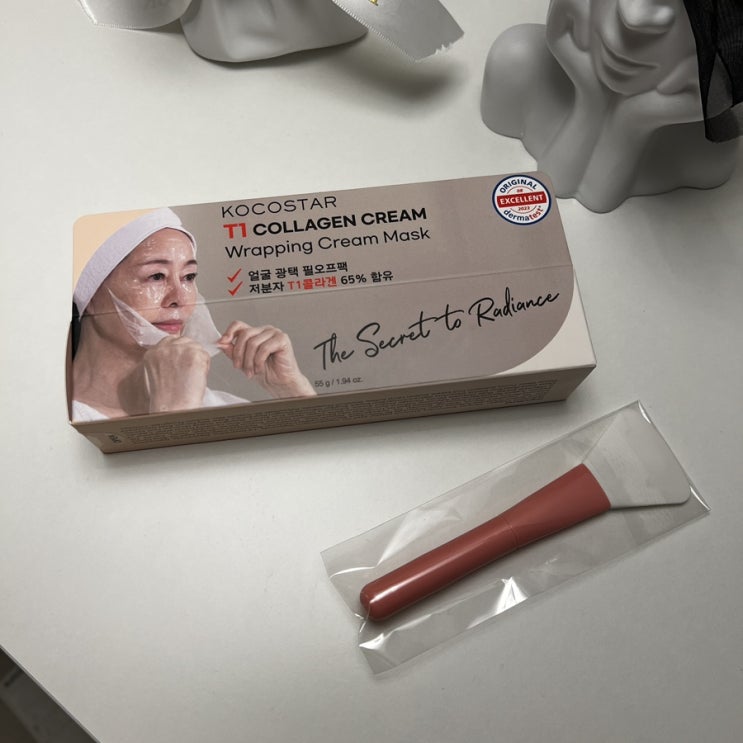 KOCOSTAR
T1 COLLAGEN CREAM
Wrapping Cream Mask
얼굴 광택 필오프팩
저분자 T1콜라겐 65% 함유
The Secret to Radiance
55 g / 1.94 oz.
ORIGINAL
EXCELLENT
2023
dermatest